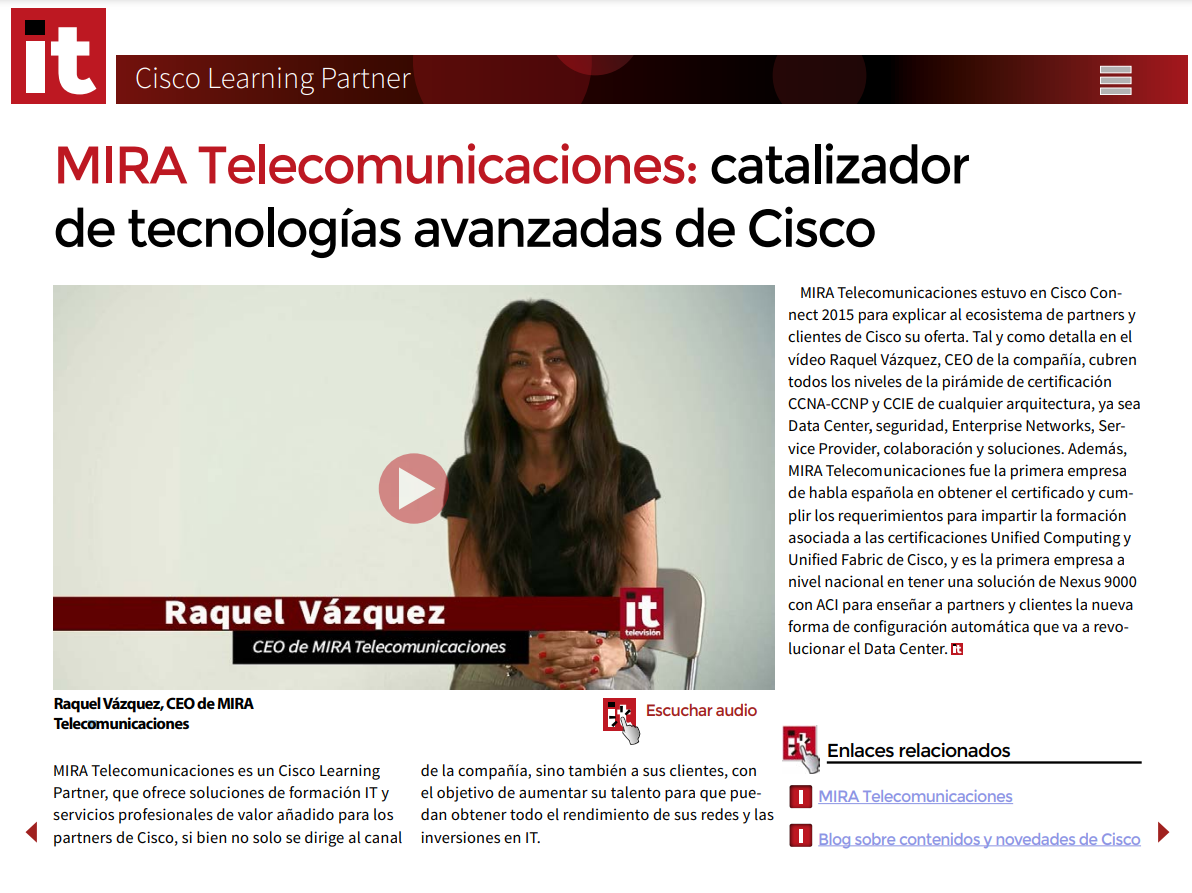 it
Cisco Learning Partner
MIRA Telecomunicaciones: catalizador
de tecnologías avanzadas de Cisco
Raquel Vázquez
CEO de MIRA Telecomunicaciones
it
televisión
Raquel Vázquez, CEO de MIRA
Telecomunicaciones
Escuchar audio
MIRA Telecomunicaciones es un Cisco Learning
Partner, que ofrece soluciones de formación IT y
servicios profesionales de valor añadido para los
partners de Cisco, si bien no solo se dirige al canal
de la compañía, sino también a sus clientes, con
el objetivo de aumentar su talento para que pue-
dan obtener todo el rendimiento de sus redes y las
inversiones en IT.
MIRA Telecomunicaciones estuvo en Cisco Con-
nect 2015 para explicar al ecosistema de partners y
clientes de Cisco su oferta. Tal y como detalla en el
vídeo Raquel Vázquez, CEO de la compañía, cubren
todos los niveles de la pirámide de certificación
CCNA-CCNP y CCIE de cualquier arquitectura, ya sea
Data Center, seguridad, Enterprise Networks, Ser-
vice Provider, colaboración y soluciones. Además,
MIRA Telecomunicaciones fue la primera empresa
de habla española en obtener el certificado y cum-
plir los requerimientos para impartir la formación
asociada a las certificaciones Unified Computing y
Unified Fabric de Cisco, y es la primera empresa a
nivel nacional en tener una solución de Nexus 9000
con ACI para enseñar a partners y clientes la nueva
forma de configuración automática que va a revo-
lucionar el Data Center. it
Enlaces relacionados
MIRA Telecomunicaciones
Blog sobre contenidos y novedades de Cisco